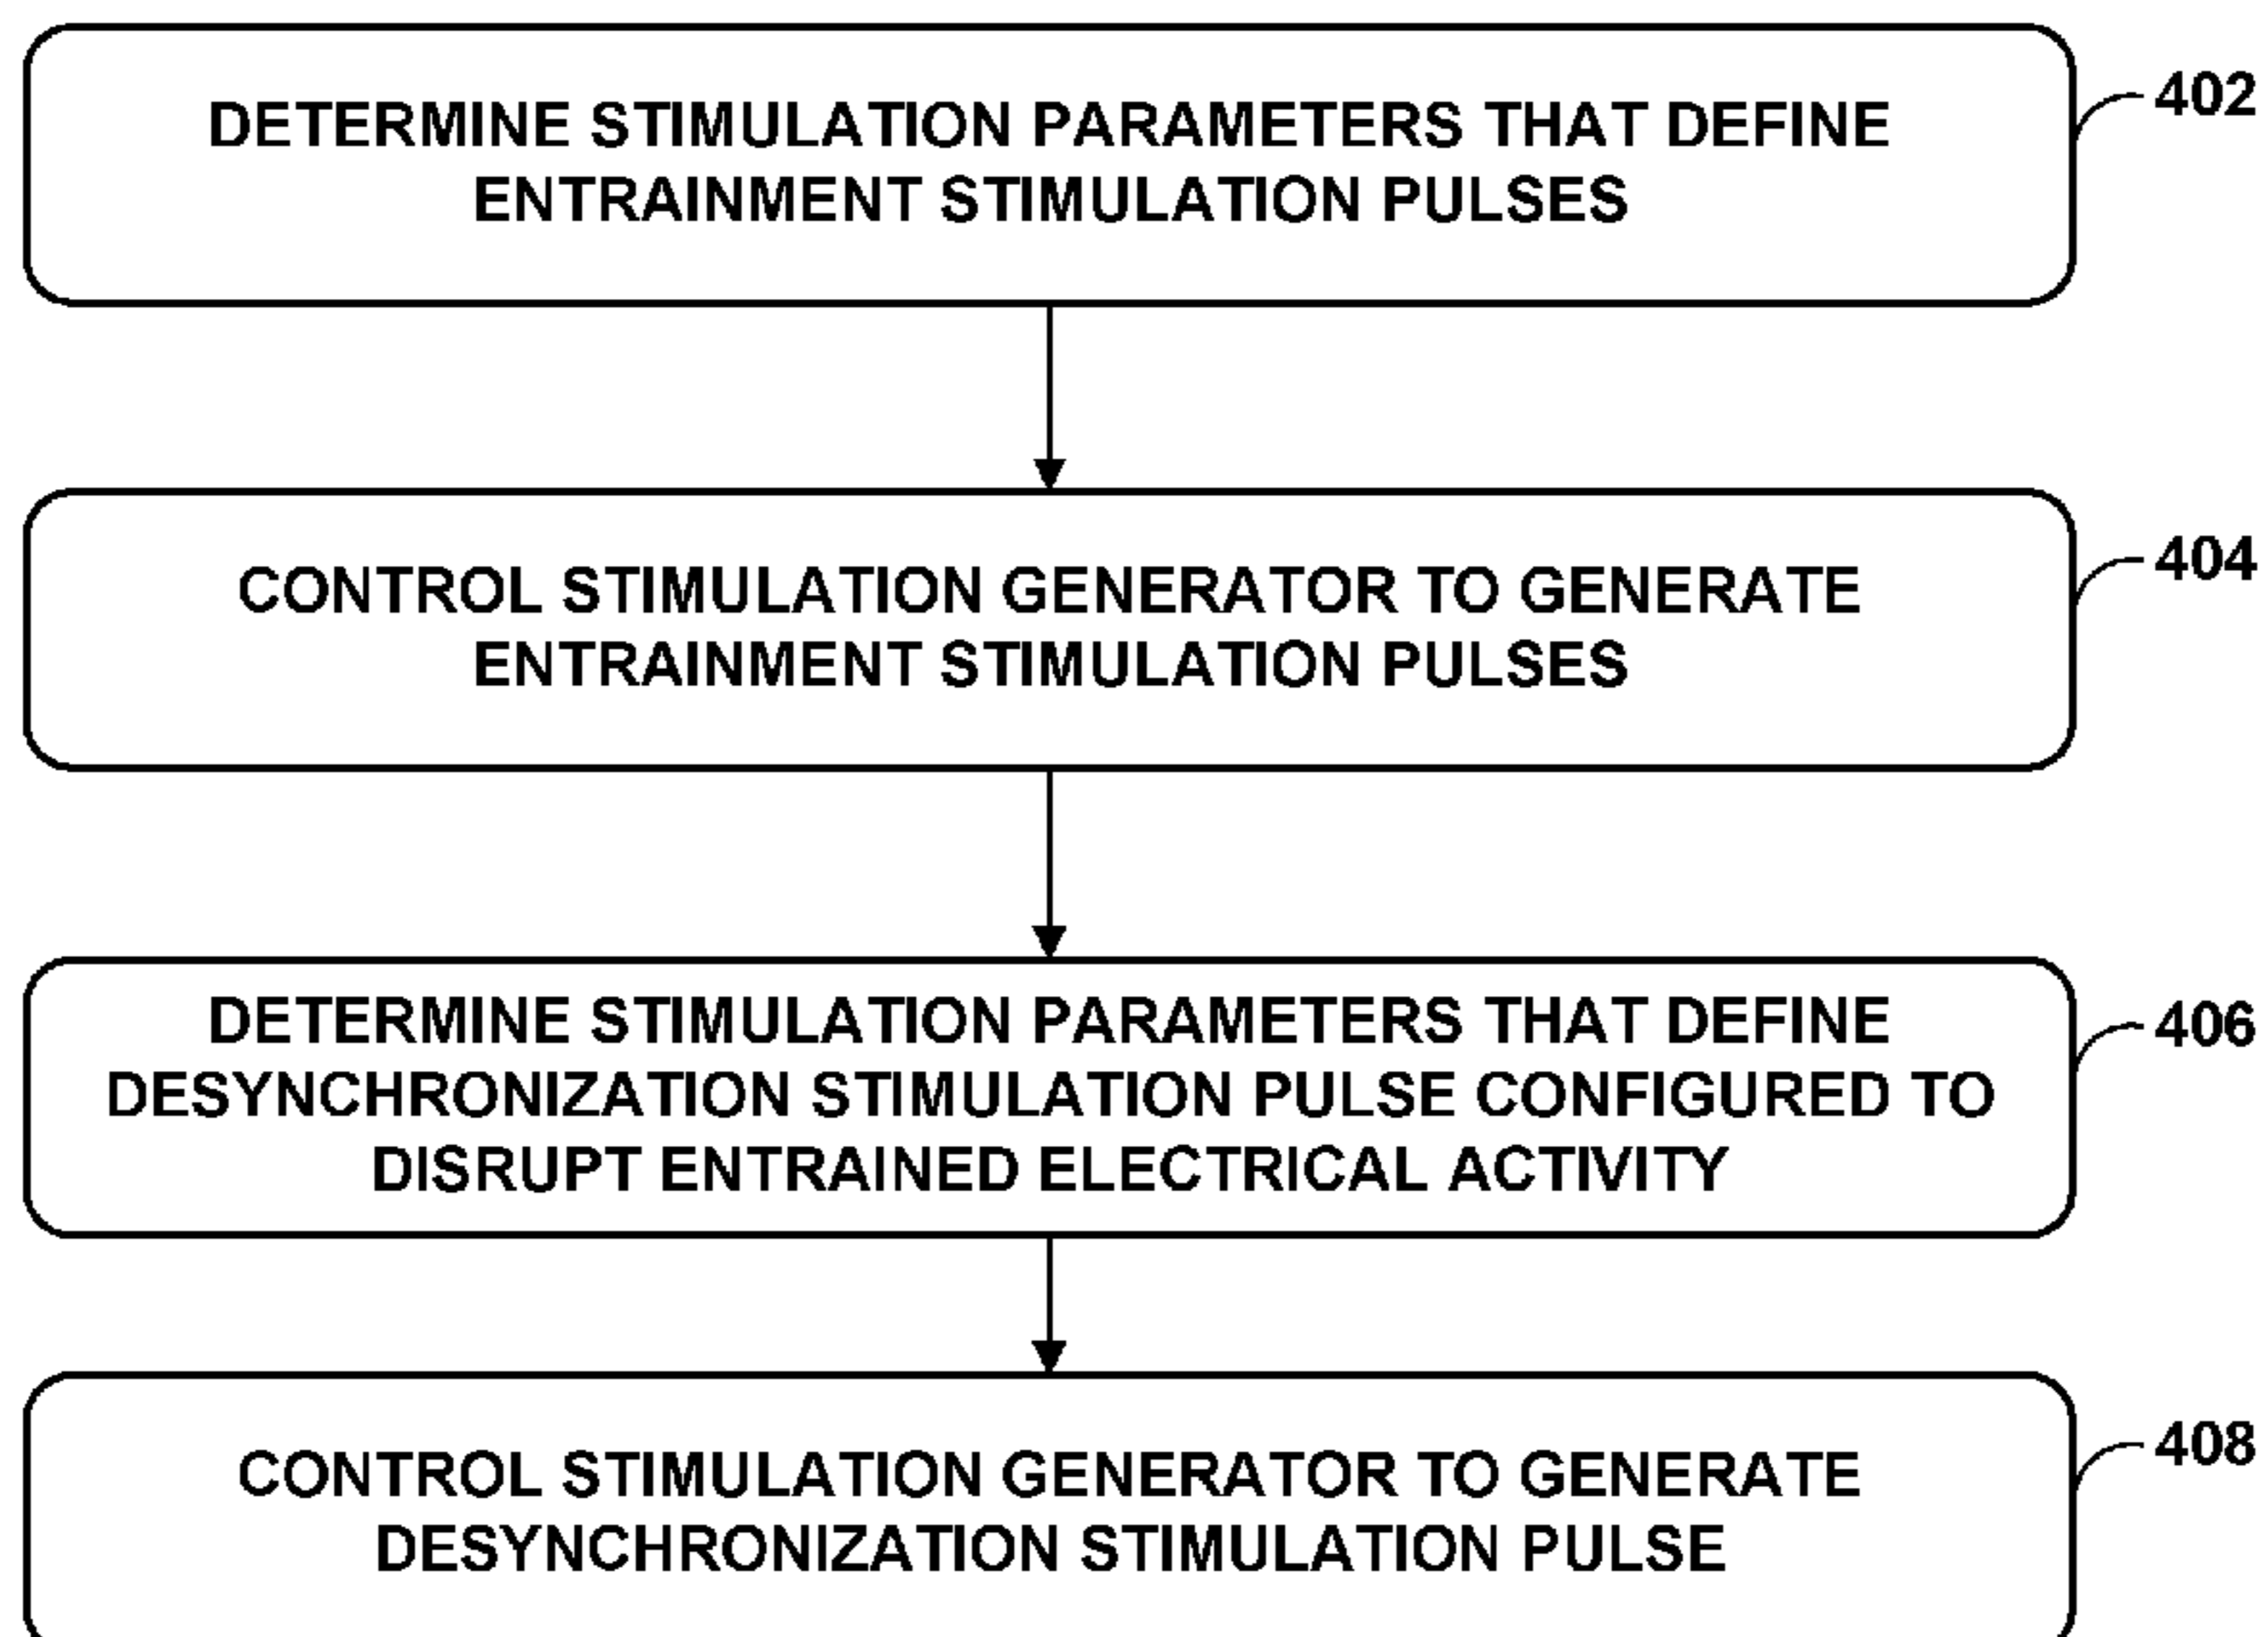 DETERMINE STIMULATION PARAMETERS THAT DEFINE
ENTRAINMENT STIMULATION PULSES
402
CONTROL STIMULATION GENERATOR TO GENERATE
ENTRAINMENT STIMULATION PULSES
404
DETERMINE STIMULATION PARAMETERS THAT DEFINE
DESYNCHRONIZATION STIMULATION PULSE CONFIGURED TO
DISRUPT ENTRAINED ELECTRICAL ACTIVITY
406
CONTROL STIMULATION GENERATOR TO GENERATE
DESYNCHRONIZATION STIMULATION PULSE
408